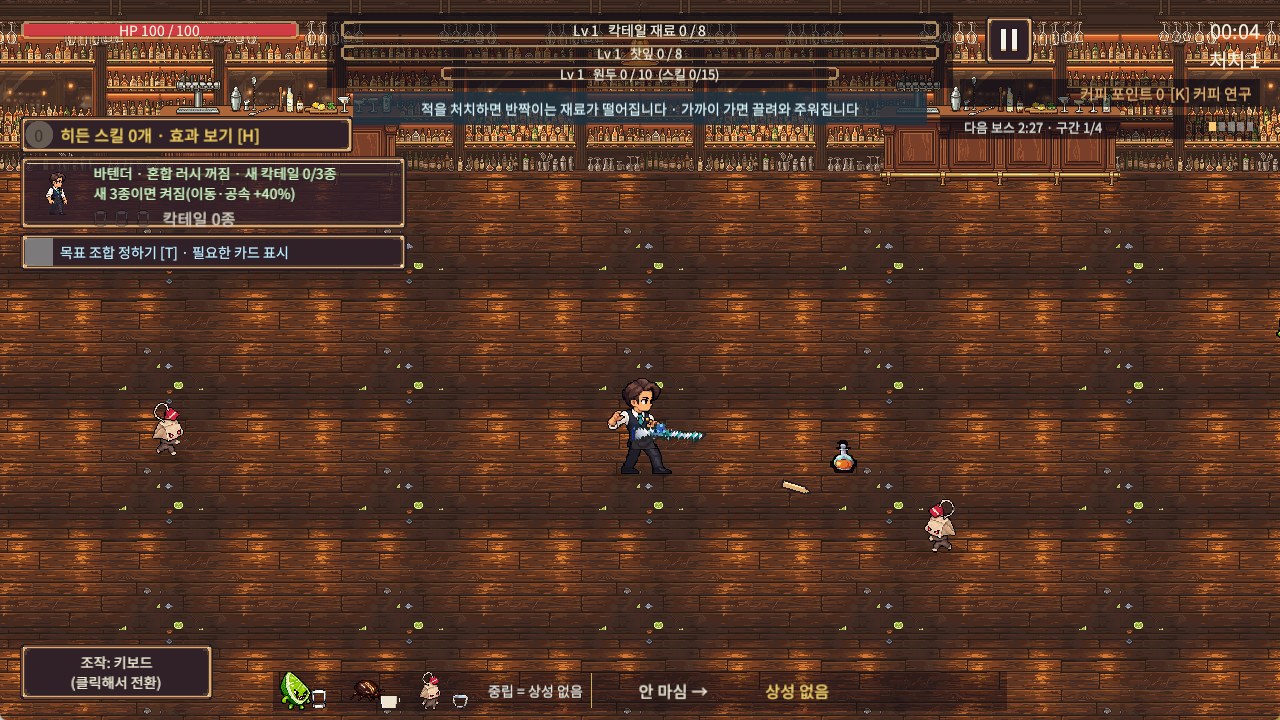 HP 100 / 100
Lv1 칵테일 재료 0 / 8
Lv1 찻잎 0 / 8
Lv1 원두 0 / 10 (스킬 0/15)
00:04
처치 1
커피 포인트 0 [K] 커피 연구
적을 처치하면 반짝이는 재료가 떨어집니다 · 가까이 가면 끌려와 주워집니다
다음 보스 2:27 · 구간 1/4
0 히든 스킬 0개 · 효과 보기 [H]
바텐더 · 혼합 러시 꺼짐 · 새 칵테일 0/3종
새 3종이면 켜짐(이동·공속 +40%)
칵테일 0종
목표 조합 정하기 [T] · 필요한 카드 표시
조작: 키보드
(클릭해서 전환)
중립 = 상성 없음
안 마심 →
상성 없음